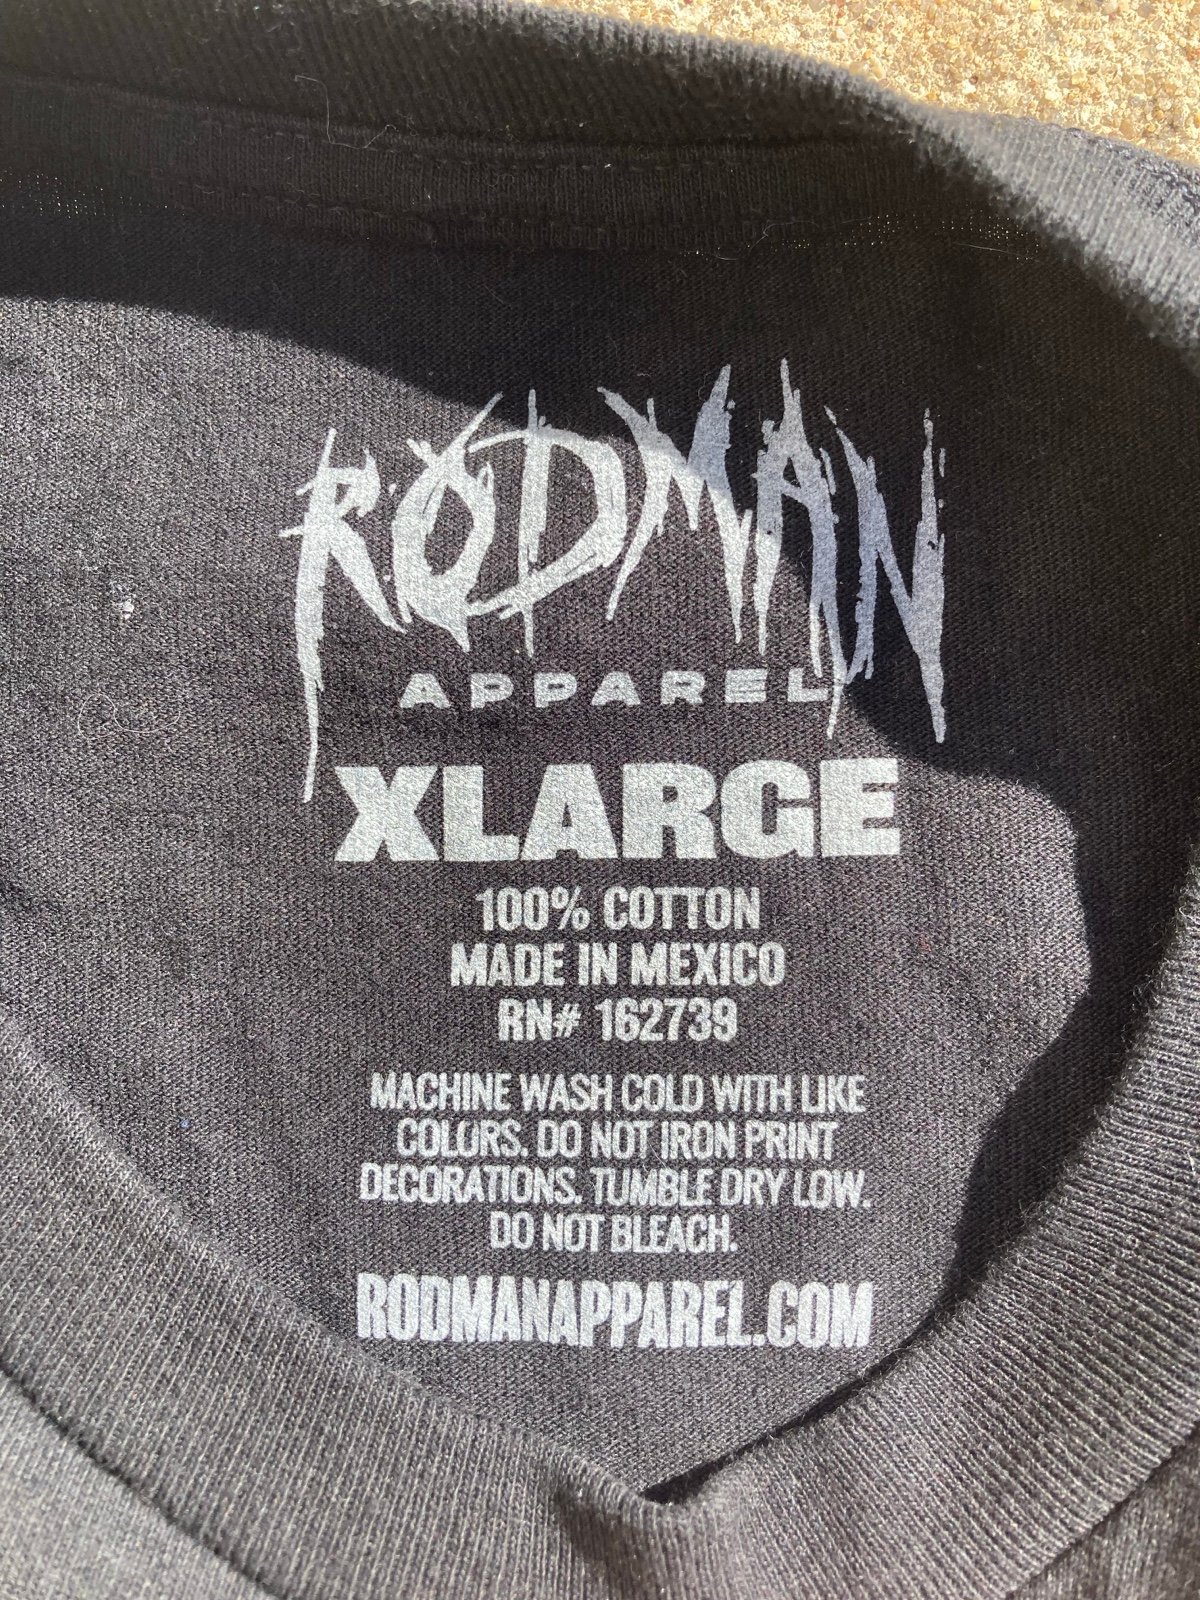 RODMAN
APPAREL
XLARGE
100% COTTON
MADE IN MEXICO
RN# 162739
MACHINE WASH COLD WITH LIKE
COLORS. DO NOT IRON PRINT
DECORATIONS. TUMBLE DRY LOW.
DO NOT BLEACH.
RODMANAPPAREL.COM